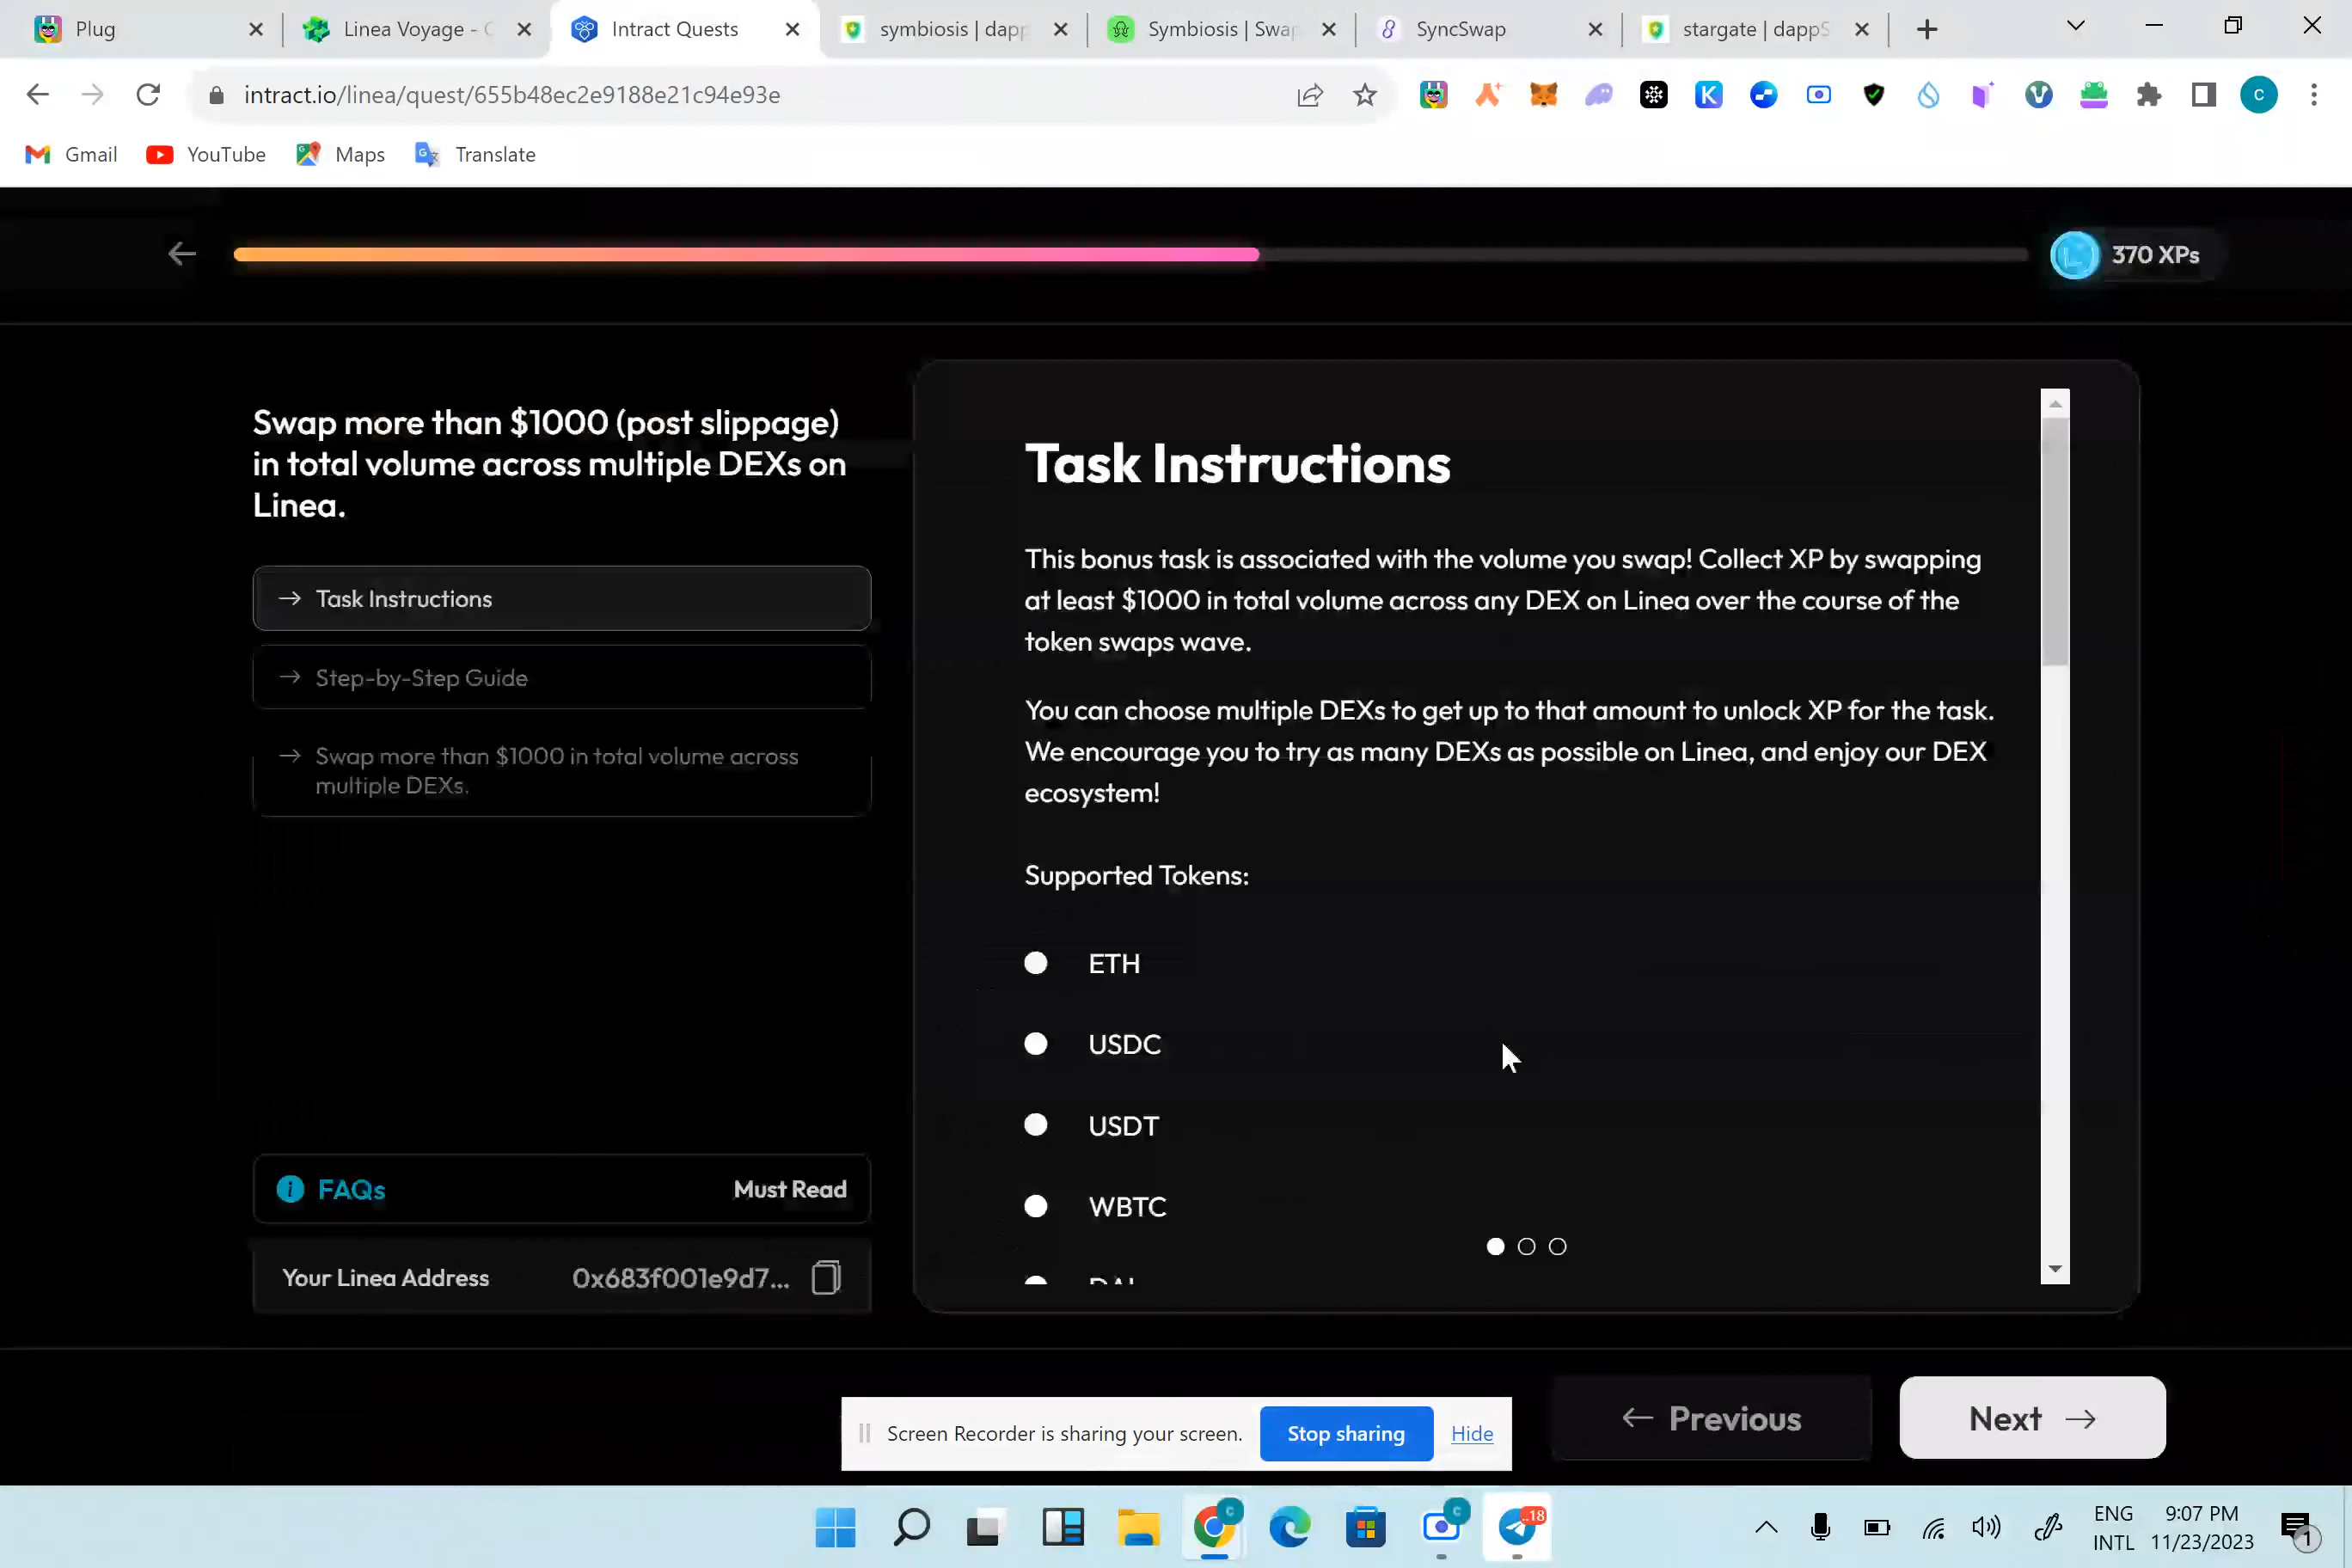 Plug
Linea Voyage - C
Intract Quests
symbiosis | dapp
Symbiosis | Swap
SyncSwap
stargate | dappS
intract.io/linea/quest/655b48ec2e9188e21c94e93e
Gmail
YouTube
Maps
Translate
370 XPs
Swap more than $1000 (post slippage)
in total volume across multiple DEXs on
Linea.
Task Instructions
Step-by-Step Guide
Swap more than $1000 in total volume across
multiple DEXs.
FAQs
Must Read
Your Linea Address
0x683f001e9d7...
Task Instructions
This bonus task is associated with the volume you swap! Collect XP by swapping
at least $1000 in total volume across any DEX on Linea over the course of the
token swaps wave.
You can choose multiple DEXs to get up to that amount to unlock XP for the task.
We encourage you to try as many DEXs as possible on Linea, and enjoy our DEX
ecosystem!
Supported Tokens:
ETH
USDC
USDT
WBTC
DAI
Screen Recorder is sharing your screen.
Stop sharing
Hide
Previous
Next
ENG
INTL
9:07 PM
11/23/2023